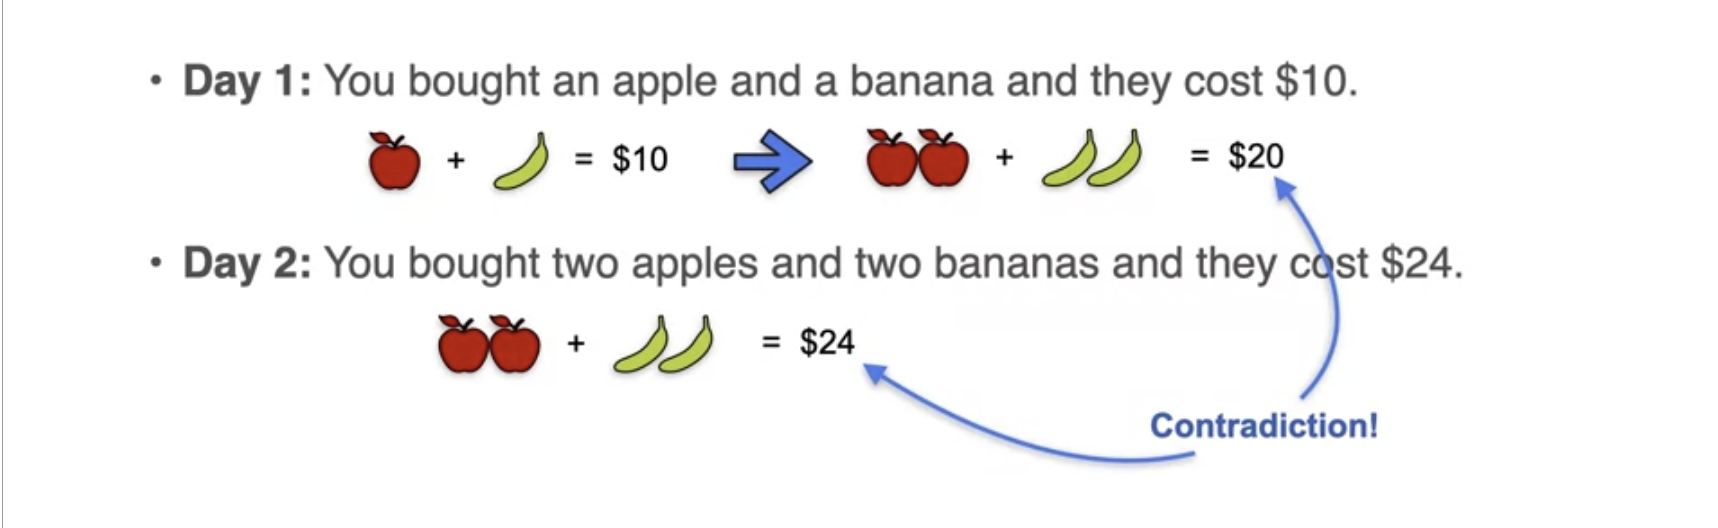 • Day 1: You bought an apple and a banana and they cost $10.
+ = $10 + = $20
• Day 2: You bought two apples and two bananas and they cost $24.
+ = $24
Contradiction!